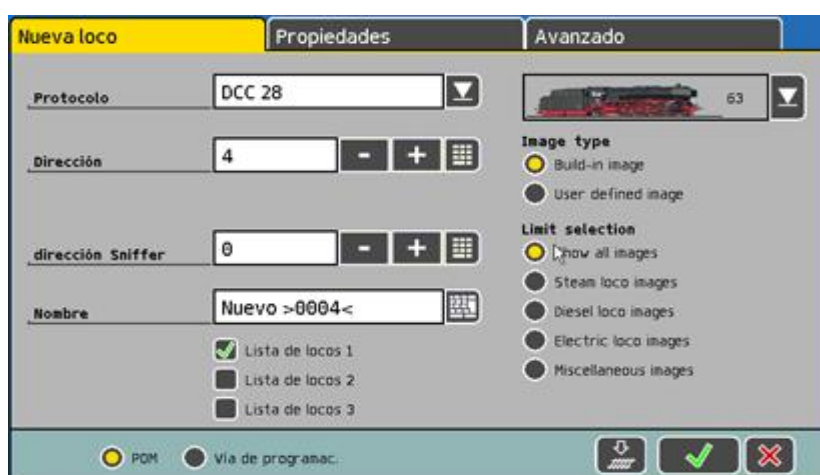 Nueva loco
Propiedades
Avanzado
Protocolo
DCC 28
63
Dirección
4
- +
Image type
Build-in image
User defined image
dirección Sniffer
0
- +
Limit selection
Show all images
Steam loco images
Diesel loco images
Electric loco images
Miscellaneous images
Nombre
Nuevo >0004<
Lista de locos 1
Lista de locos 2
Lista de locos 3
POM
Vía de programac.